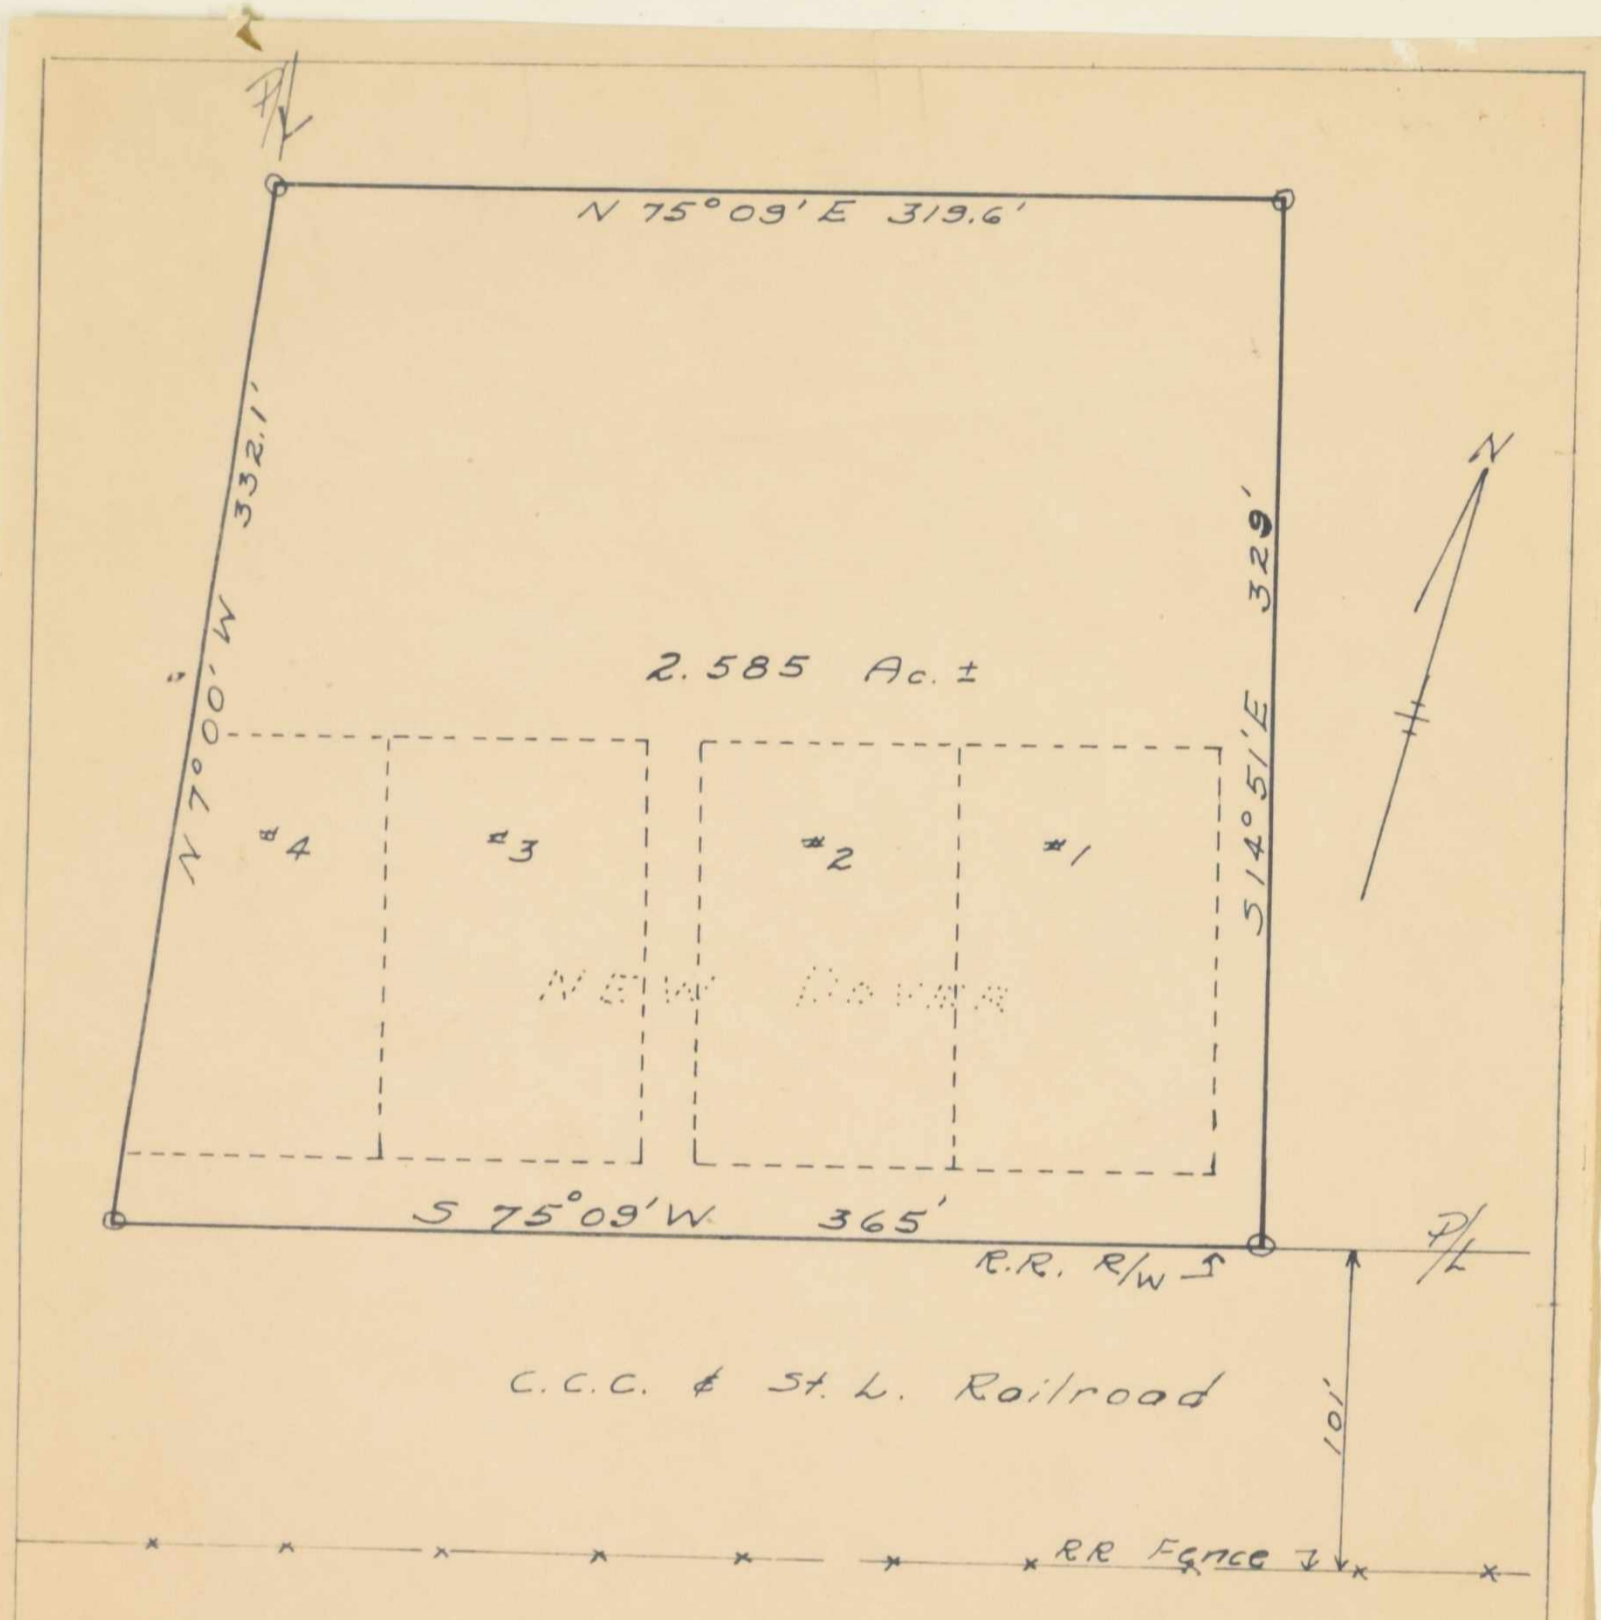 P/L
N 75° 09' E 319.6'
N 7° 00' W 332.1'
S 14° 51' E 329'
N
2.585 Ac. ±
#4 #3 #2 #1
NEW
S 75° 09' W. 365'
R.R. R/W
P/L
C.C.C. & St. L. Railroad
101'
RR Fence